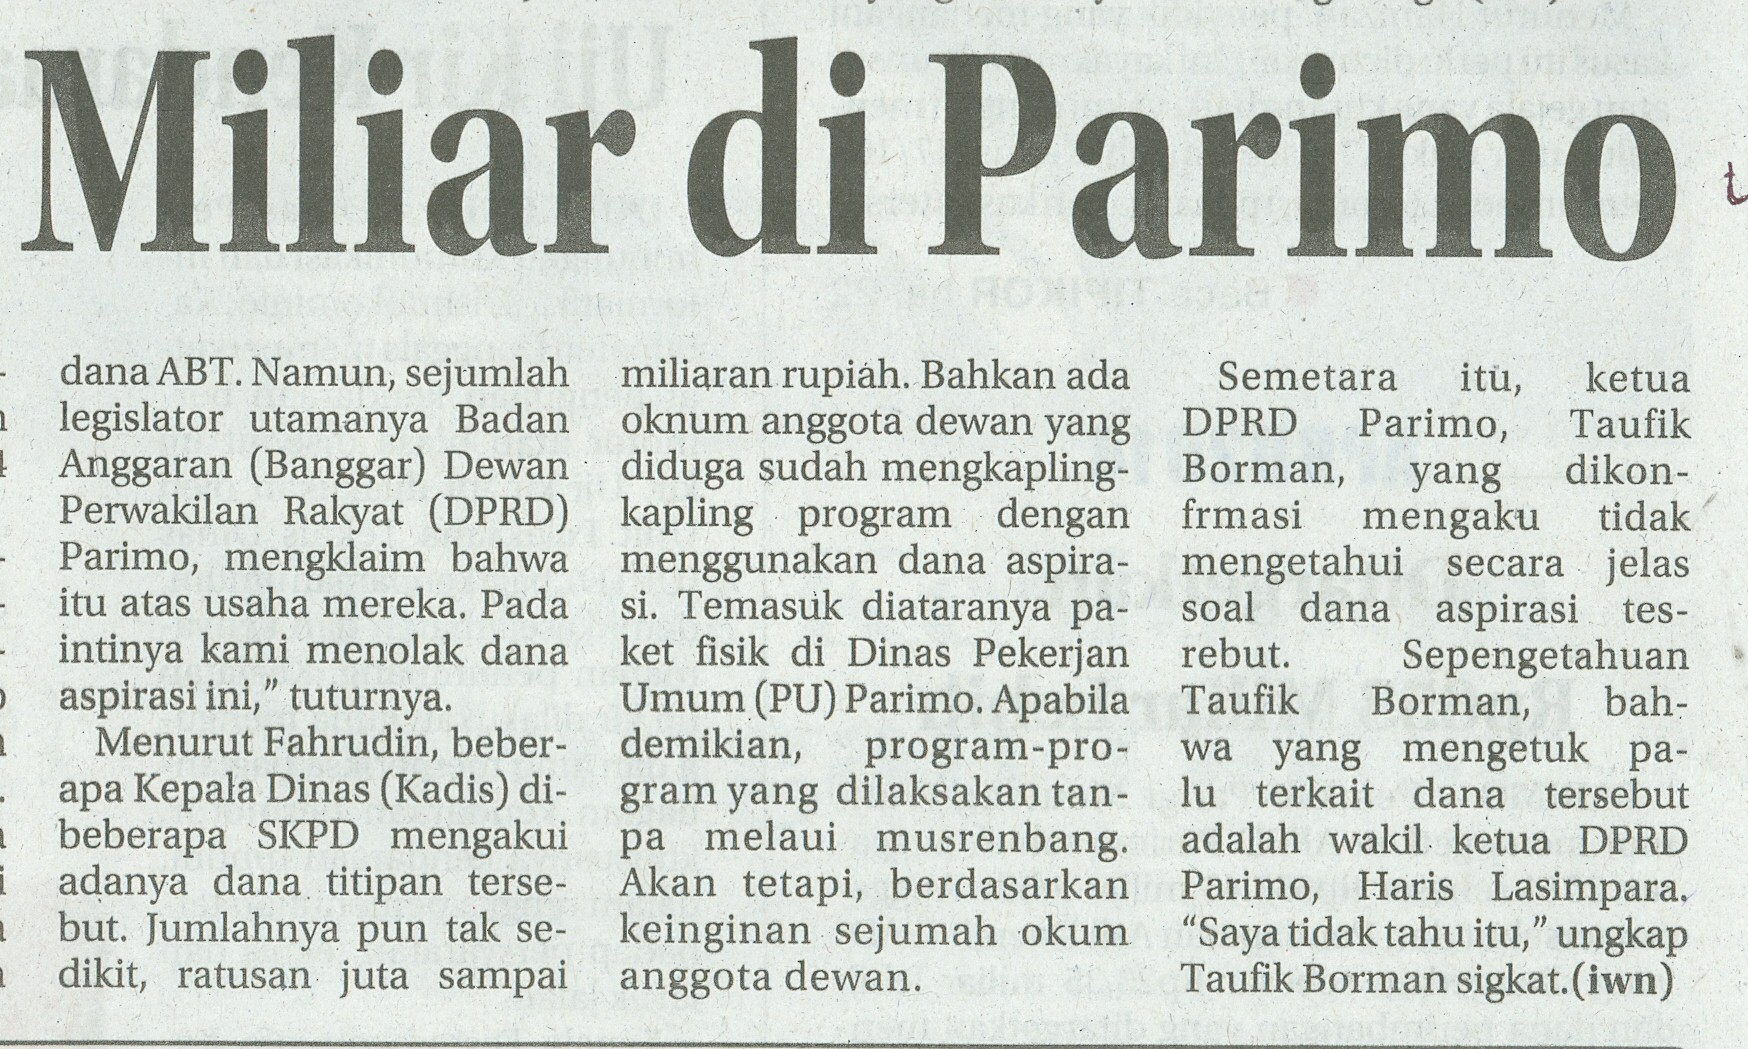 Miliar di Parimo
dana ABT. Namun, sejumlah
legislator utamanya Badan
Anggaran (Banggar) Dewan
Perwakilan Rakyat (DPRD)
Parimo, mengklaim bahwa
itu atas usaha mereka. Pada
intinya kami menolak dana
aspirasi ini,” tuturnya.
Menurut Fahrudin, beber-
apa Kepala Dinas (Kadis) di-
beberapa SKPD mengakui
adanya dana titipan terse-
but. Jumlahnya pun tak se-
dikit, ratusan juta sampai
miliaran rupiah. Bahkan ada
oknum anggota dewan yang
diduga sudah mengkapling-
kapling program dengan
menggunakan dana aspira-
si. Temasuk diataranya pa-
ket fisik di Dinas Pekerjan
Umum (PU) Parimo. Apabila
demikian, program-pro-
gram yang dilaksakan tan-
pa melaui musrenbang.
Akan tetapi, berdasarkan
keinginan sejumah okum
anggota dewan.
Semetara itu, ketua
DPRD Parimo, Taufik
Borman, yang dikon-
frmasi mengaku tidak
mengetahui secara jelas
soal dana aspirasi tes-
rebut. Sepengetahuan
Taufik Borman, bah-
wa yang mengetuk pa-
lu terkait dana tersebut
adalah wakil ketua DPRD
Parimo, Haris Lasimpara.
“Saya tidak tahu itu,” ungkap
Taufik Borman sigkat.(iwn)